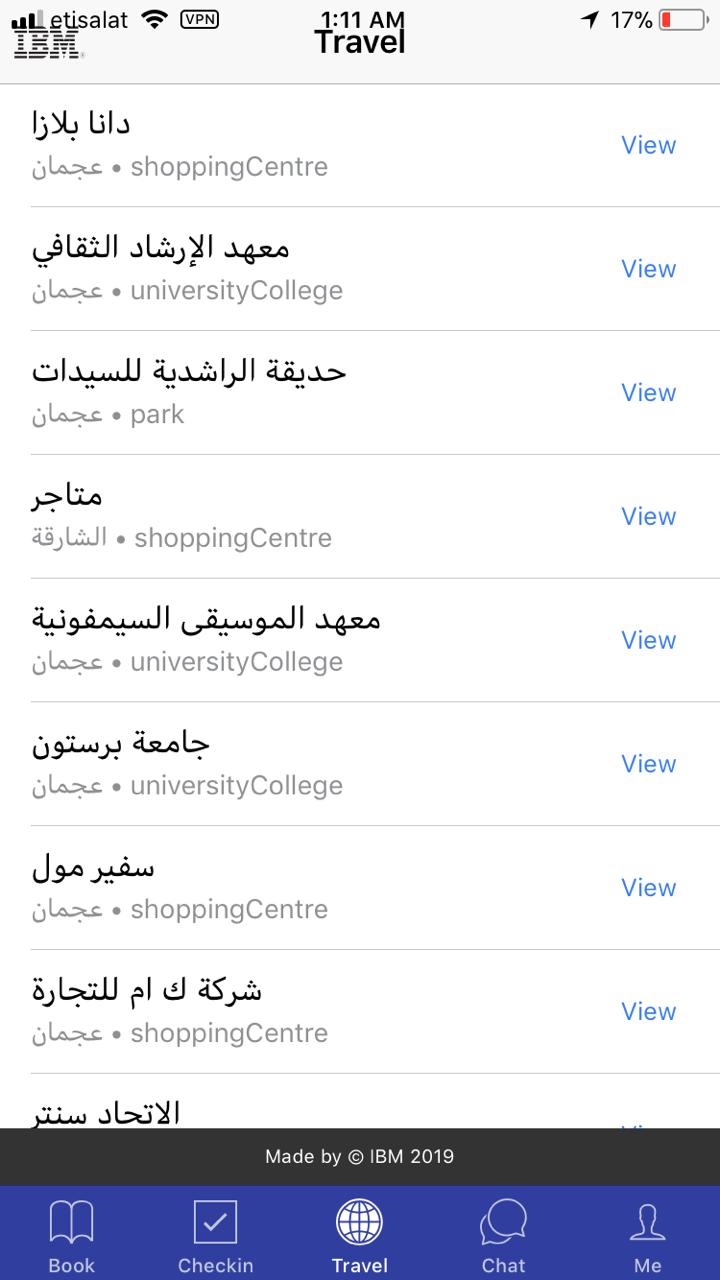 etisalat VPN 1:11 AM 17%
IBM Travel
دانا بلازا
عجمان • shoppingCentre
View
معهد الإرشاد الثقافي
عجمان • universityCollege
View
حديقة الراشدية للسيدات
عجمان • park
View
متاجر
الشارقة • shoppingCentre
View
معهد الموسيقى السيمفونية
عجمان • universityCollege
View
جامعة برستون
عجمان • universityCollege
View
سفير مول
عجمان • shoppingCentre
View
شركة ك ام للتجارة
عجمان • shoppingCentre
View
الاتحاد سنتر
Made by © IBM 2019
Book Checkin Travel Chat Me